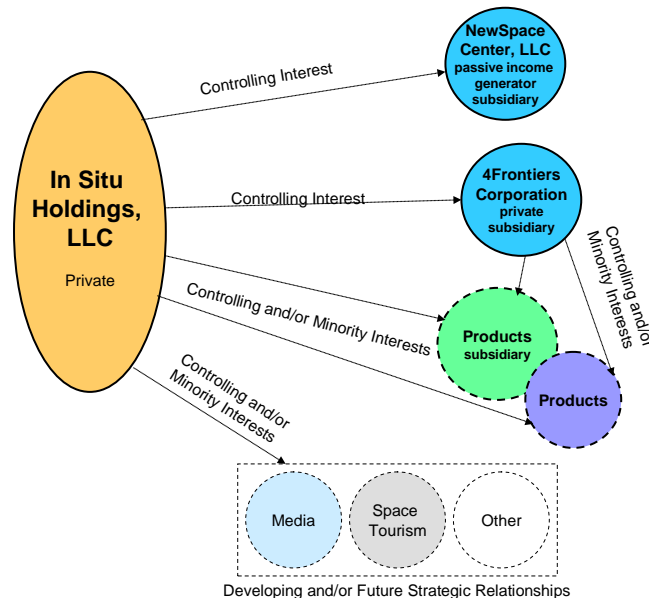 NewSpace
Center, LLC
passive income
generator
subsidiary
Controlling Interest
In Situ
Holdings,
LLC
Private
4Frontiers
Corporation
private
subsidiary
Controlling Interest
Controlling and/or
Minority Interests
Controlling and/or Minority Interests
Products
subsidiary
Products
Controlling and/or
Minority Interests
Media
Space
Tourism
Other
Developing and/or Future Strategic Relationships